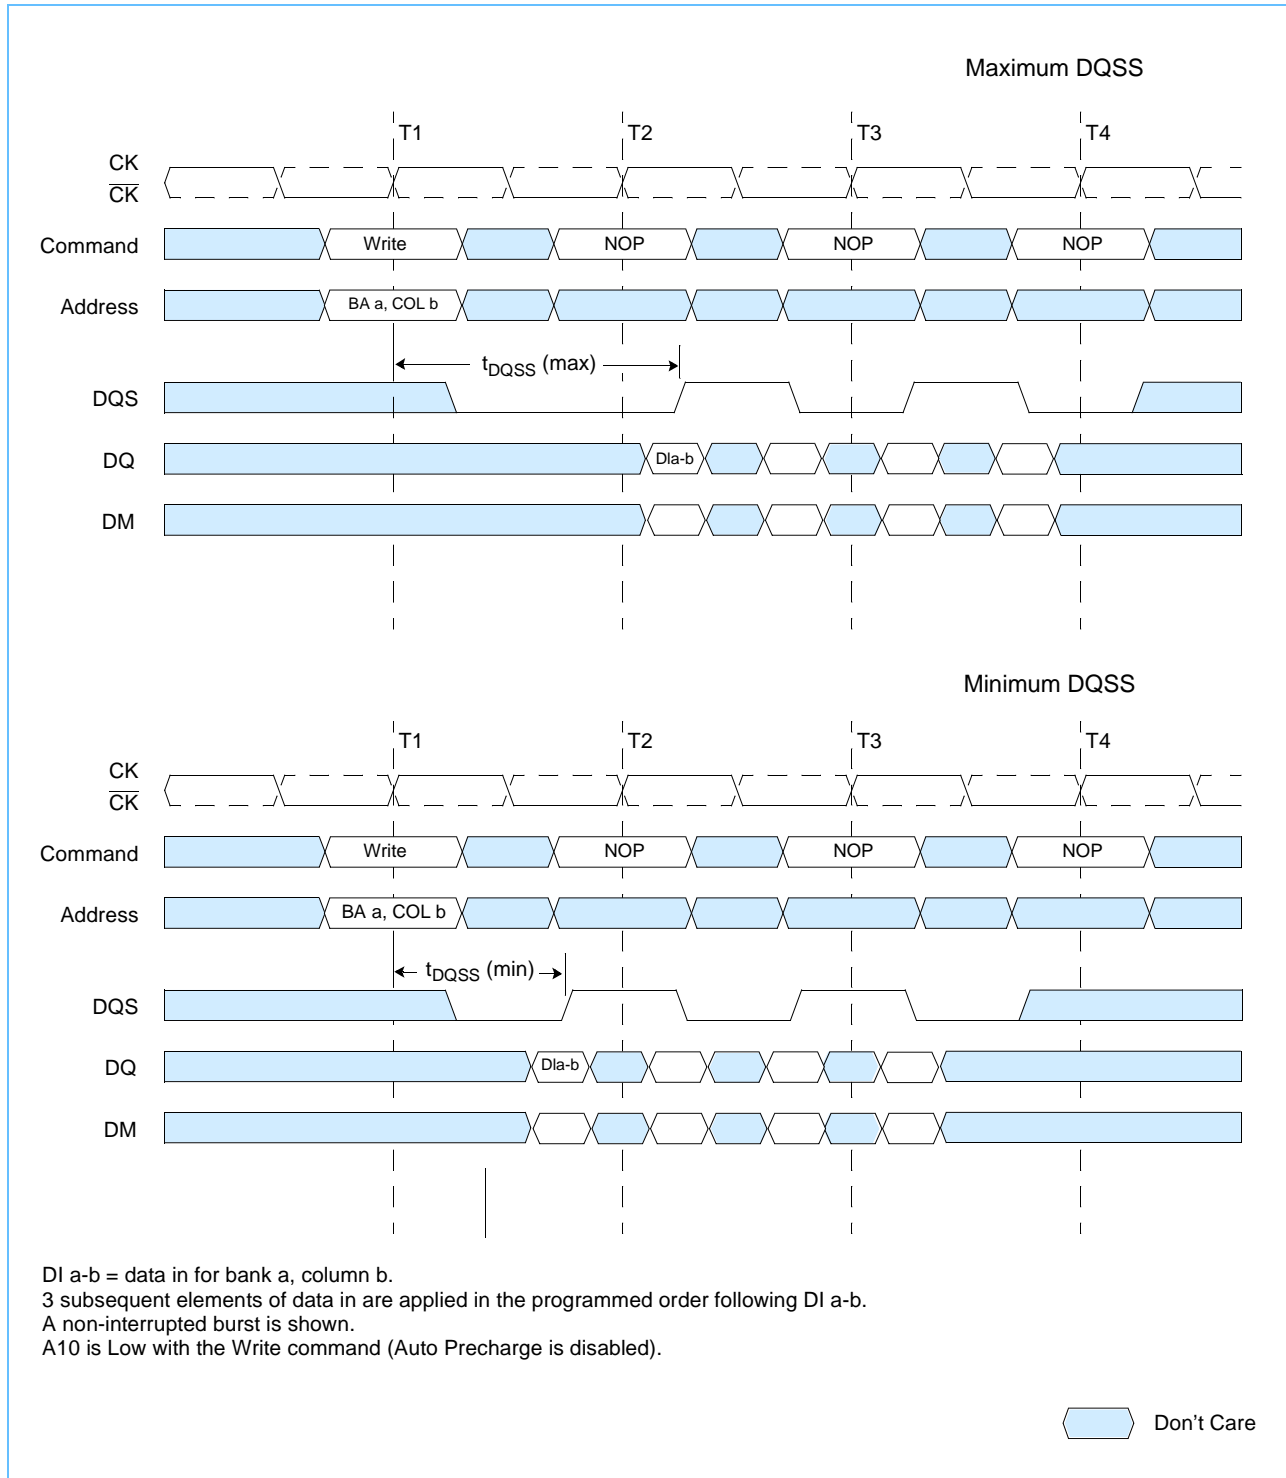 Maximum DQSS
T1 T2 T3 T4
CK
CK
Command Write NOP NOP NOP
Address BA a, COL b
tDQSS (max)
DQS
DQ DIa-b
DM
Minimum DQSS
T1 T2 T3 T4
CK
CK
Command Write NOP NOP NOP
Address BA a, COL b
tDQSS (min)
DQS
DQ DIa-b
DM
DI a-b = data in for bank a, column b.
3 subsequent elements of data in are applied in the programmed order following DI a-b.
A non-interrupted burst is shown.
A10 is Low with the Write command (Auto Precharge is disabled).
Don't Care